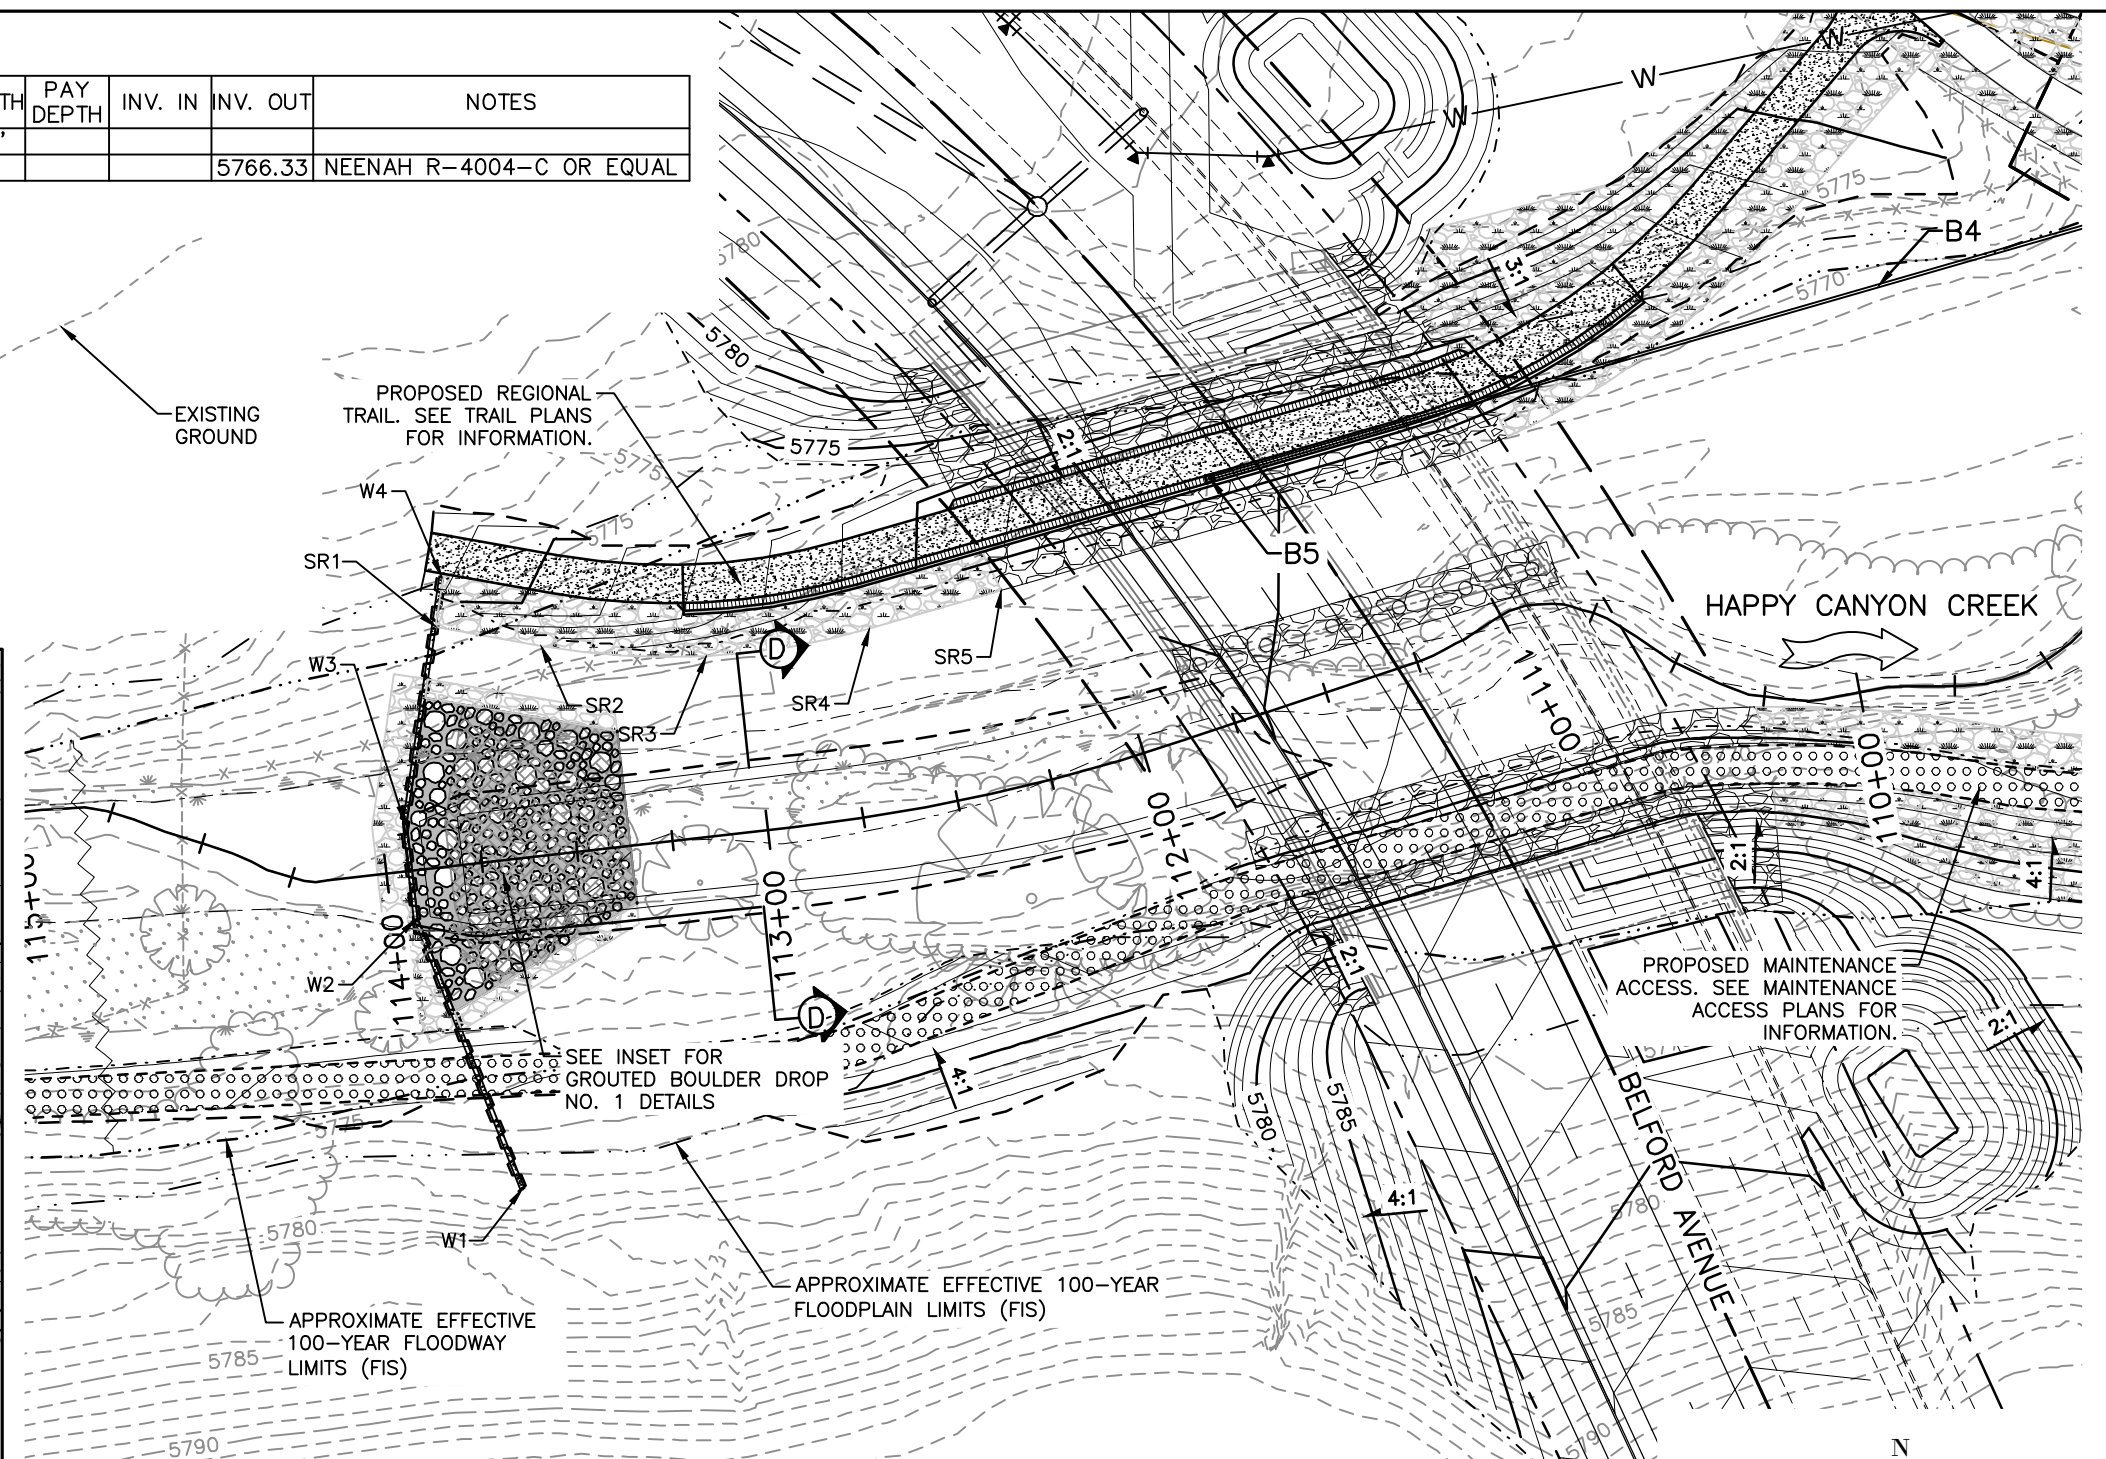 TH
PAY DEPTH
INV. IN
INV. OUT
NOTES
5766.33
NEENAH R-4004-C OR EQUAL
W
W
W
5775
B4
5770
3:1
5780
5780
EXISTING
GROUND
PROPOSED REGIONAL
TRAIL. SEE TRAIL PLANS
FOR INFORMATION.
2:1
5775
5775
5775
W4
SR1
B5
HAPPY CANYON CREEK
W3
D
SR5
SR2
SR4
SR3
111+00
110+00
112+00
113+00
114+00
115+00
2:1
4:1
2:1
W2
D
PROPOSED MAINTENANCE
ACCESS. SEE MAINTENANCE
ACCESS PLANS FOR
INFORMATION.
2:1
SEE INSET FOR
GROUTED BOULDER DROP
NO. 1 DETAILS
4:1
5780
5785
5775
BELFORD AVENUE
4:1
5780
5780
W1
APPROXIMATE EFFECTIVE 100-YEAR
FLOODPLAIN LIMITS (FIS)
APPROXIMATE EFFECTIVE
100-YEAR FLOODWAY
LIMITS (FIS)
5785
5785
5790
5790
N